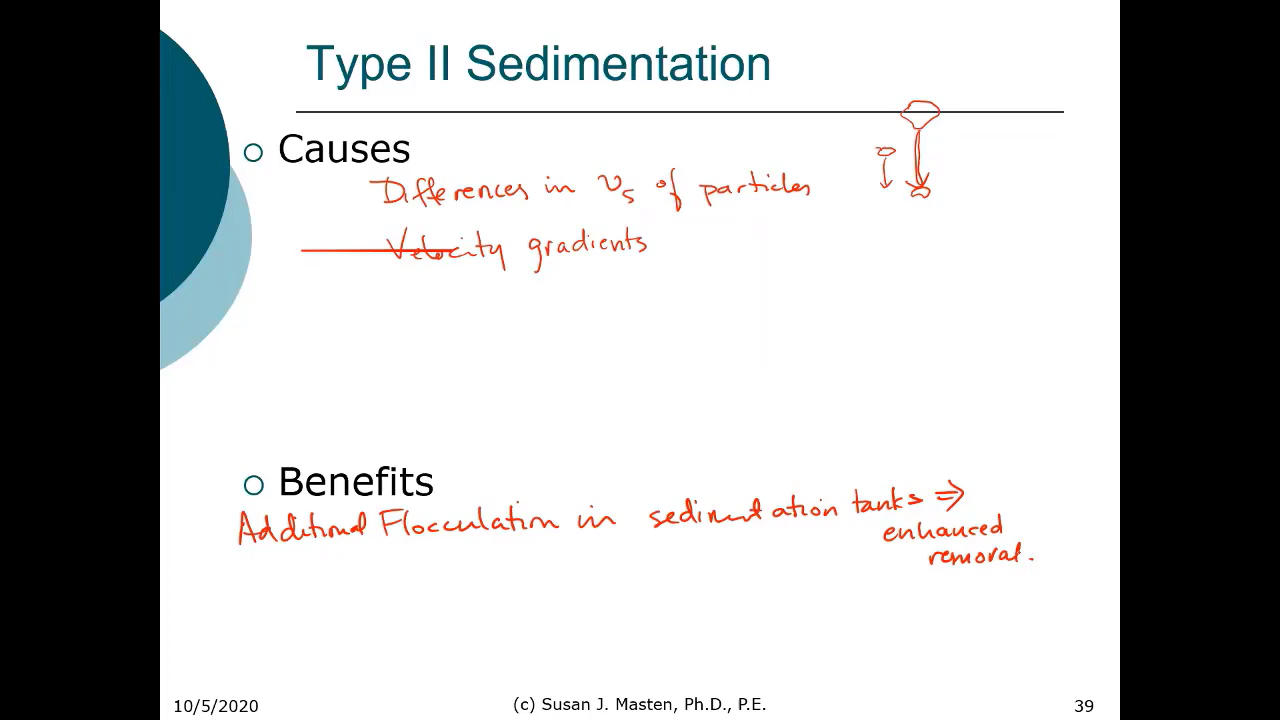 Type II Sedimentation
Causes
Differences in vs of particles
Velocity gradients
Benefits
Additional Flocculation in sedimentation tanks ⇒
enhanced
removal.
10/5/2020
(c) Susan J. Masten, Ph.D., P.E.
39